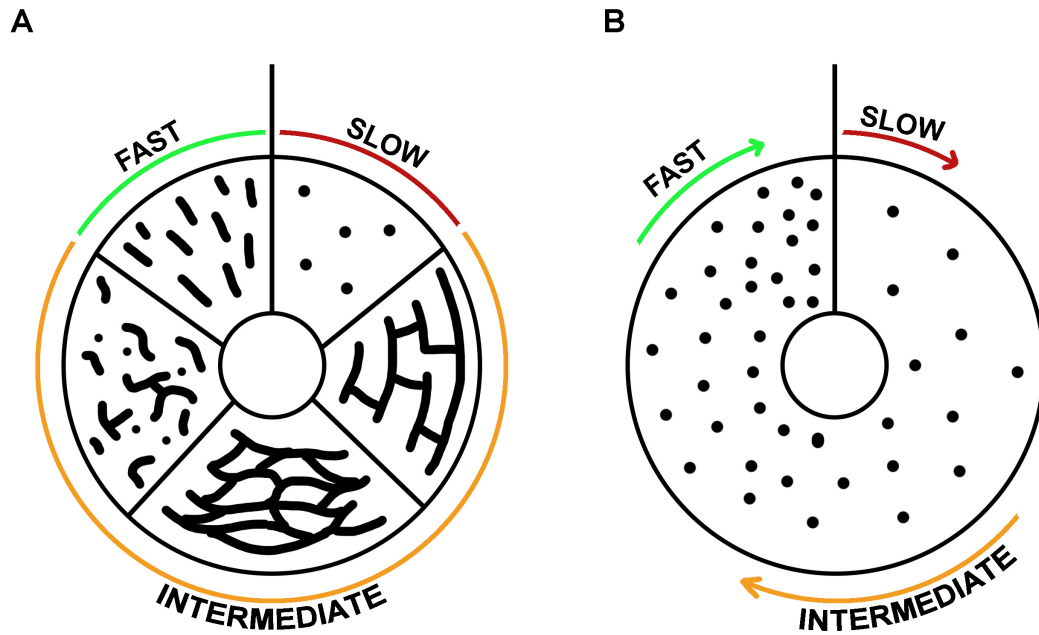 A
B
FAST
SLOW
INTERMEDIATE
FAST
SLOW
INTERMEDIATE